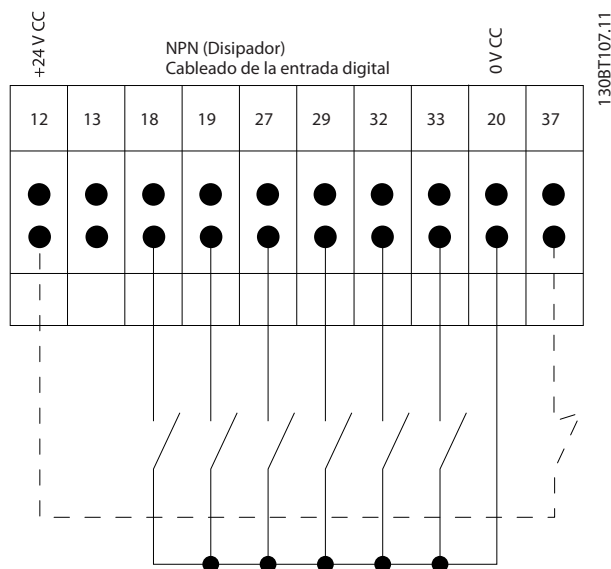 +24 V CC
NPN (Disipador)
Cableado de la entrada digital
0 V CC
130BT107.11
12 13 18 19 27 29 32 33 20 37